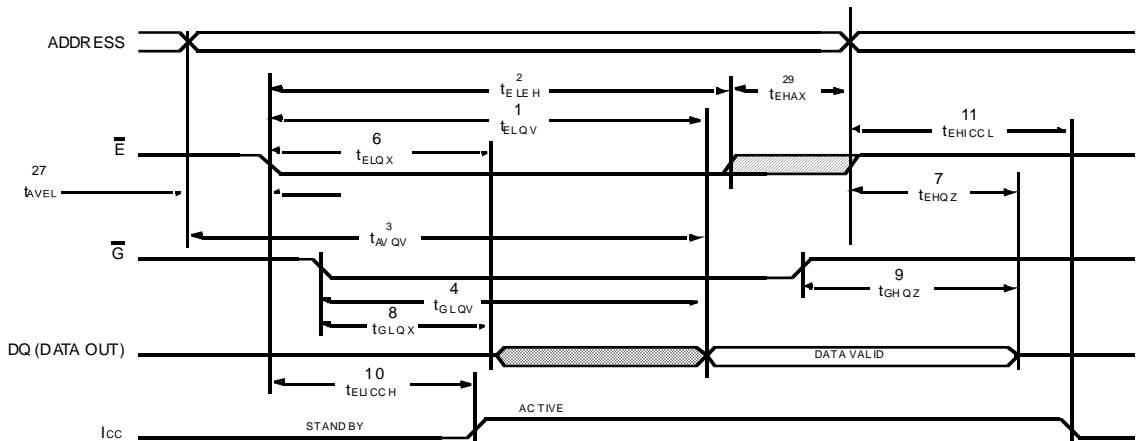 ADDRESS
2
tELEH
29
tEHAX
1
tELQV
11
tEHICCL
6
tELQX
E
27
tAVEL
7
tEHQZ
3
tAVQV
G
4
tGLQV
9
tGHQZ
8
tGLQX
DQ (DATA OUT)
DATA VALID
10
tELICCH
ACTIVE
STANDBY
ICC